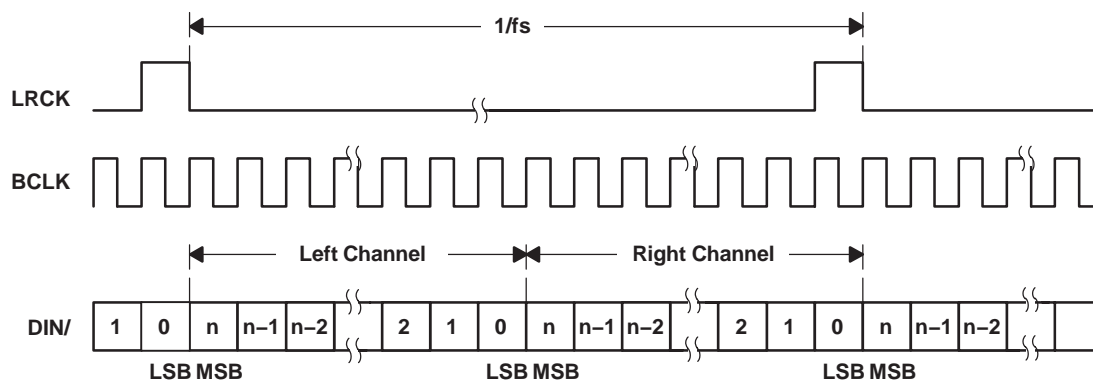 1/fs
LRCK
BCLK
Left Channel Right Channel
DIN/ 1 0 n n–1 n–2 2 1 0 n n–1 n–2 2 1 0 n n–1 n–2
LSB MSB LSB MSB LSB MSB